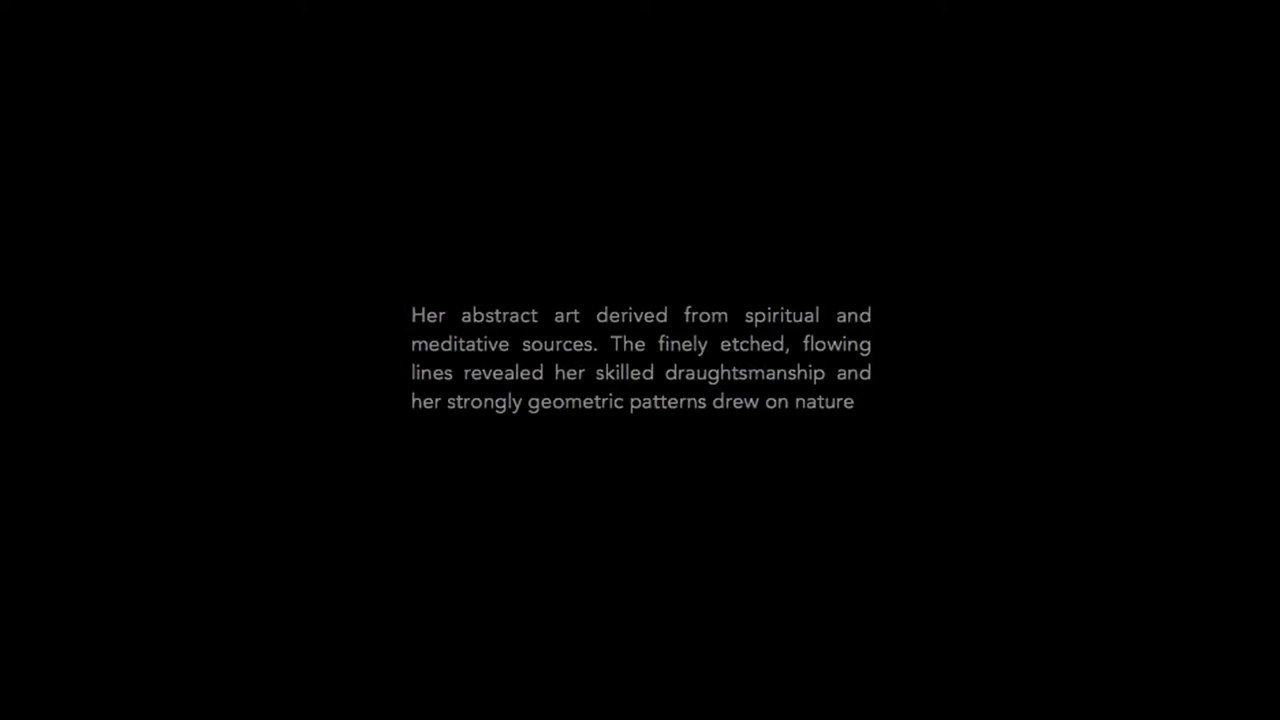 Her abstract art derived from spiritual and
meditative sources. The finely etched, flowing
lines revealed her skilled draughtsmanship and
her strongly geometric patterns drew on nature